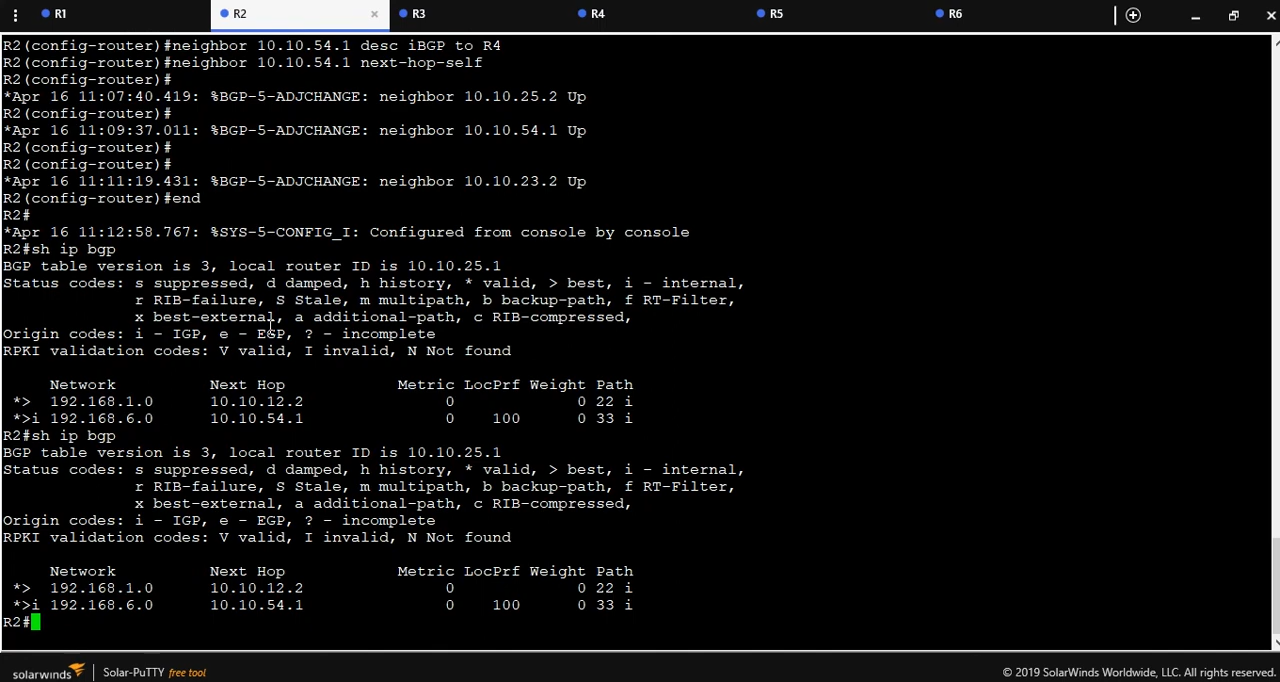 R1 R2 × R3 R4 R5 R6
R2(config-router)#neighbor 10.10.54.1 desc iBGP to R4
R2(config-router)#neighbor 10.10.54.1 next-hop-self
R2(config-router)#
*Apr 16 11:07:40.419: %BGP-5-ADJCHANGE: neighbor 10.10.25.2 Up
R2(config-router)#
*Apr 16 11:09:37.011: %BGP-5-ADJCHANGE: neighbor 10.10.54.1 Up
R2(config-router)#
R2(config-router)#
*Apr 16 11:11:19.431: %BGP-5-ADJCHANGE: neighbor 10.10.23.2 Up
R2(config-router)#end
R2#
*Apr 16 11:12:58.767: %SYS-5-CONFIG_I: Configured from console by console
R2#sh ip bgp
BGP table version is 3, local router ID is 10.10.25.1
Status codes: s suppressed, d damped, h history, * valid, > best, i - internal,
r RIB-failure, S Stale, m multipath, b backup-path, f RT-Filter,
x best-external, a additional-path, c RIB-compressed,
Origin codes: i - IGP, e - EGP, ? - incomplete
RPKI validation codes: V valid, I invalid, N Not found
Network Next Hop Metric LocPrf Weight Path
*> 192.168.1.0 10.10.12.2 0 0 22 i
*>i 192.168.6.0 10.10.54.1 0 100 0 33 i
R2#sh ip bgp
BGP table version is 3, local router ID is 10.10.25.1
Status codes: s suppressed, d damped, h history, * valid, > best, i - internal,
r RIB-failure, S Stale, m multipath, b backup-path, f RT-Filter,
x best-external, a additional-path, c RIB-compressed,
Origin codes: i - IGP, e - EGP, ? - incomplete
RPKI validation codes: V valid, I invalid, N Not found
Network Next Hop Metric LocPrf Weight Path
*> 192.168.1.0 10.10.12.2 0 0 22 i
*>i 192.168.6.0 10.10.54.1 0 100 0 33 i
R2#
solarwinds Solar-PuTTY free tool © 2019 SolarWinds Worldwide, LLC. All rights reserved.